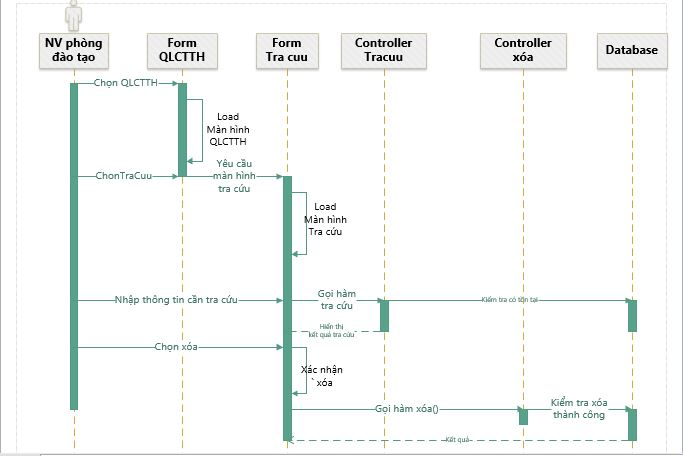 NV phòng
đào tạo
Form
QLCTTH
Form
Tra cuu
Controller
Tracuu
Controller
xóa
Database
Chọn QLCTTH
Load
Màn hình
QLCTTH
ChonTraCuu
Yêu cầu
màn hình
tra cứu
Load
Màn hình
Tra cứu
Nhập thông tin cần tra cứu
Gọi hàm
tra cứu
Kiểm tra có tồn tại
Hiển thị
kết quả tra cứu
Chọn xóa
Xác nhận
`xóa
Gọi hàm xóa()
Kiểm tra xóa
thành công
Kết quả